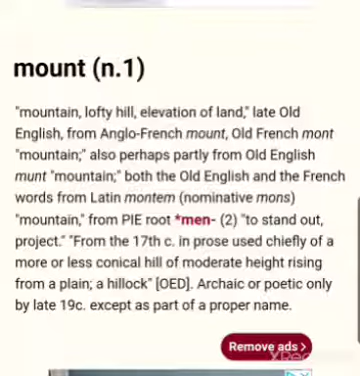 mount (n.1)
"mountain, lofty hill, elevation of land," late Old
English, from Anglo-French mount, Old French mont
"mountain;" also perhaps partly from Old English
munt "mountain;" both the Old English and the French
words from Latin montem (nominative mons)
"mountain," from PIE root *men- (2) "to stand out,
project." "From the 17th c. in prose used chiefly of a
more or less conical hill of moderate height rising
from a plain; a hillock" [OED]. Archaic or poetic only
by late 19c. except as part of a proper name.
Remove ads >